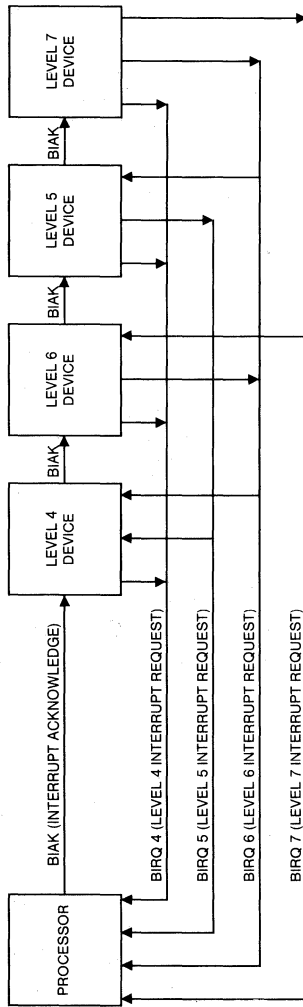 PROCESSOR
BIAK (INTERRUPT ACKNOWLEDGE)
LEVEL 4
DEVICE
BIAK
LEVEL 6
DEVICE
BIAK
LEVEL 5
DEVICE
BIAK
LEVEL 7
DEVICE
BIRQ 4 (LEVEL 4 INTERRUPT REQUEST)
BIRQ 5 (LEVEL 5 INTERRUPT REQUEST)
BIRQ 6 (LEVEL 6 INTERRUPT REQUEST)
BIRQ 7 (LEVEL 7 INTERRUPT REQUEST)